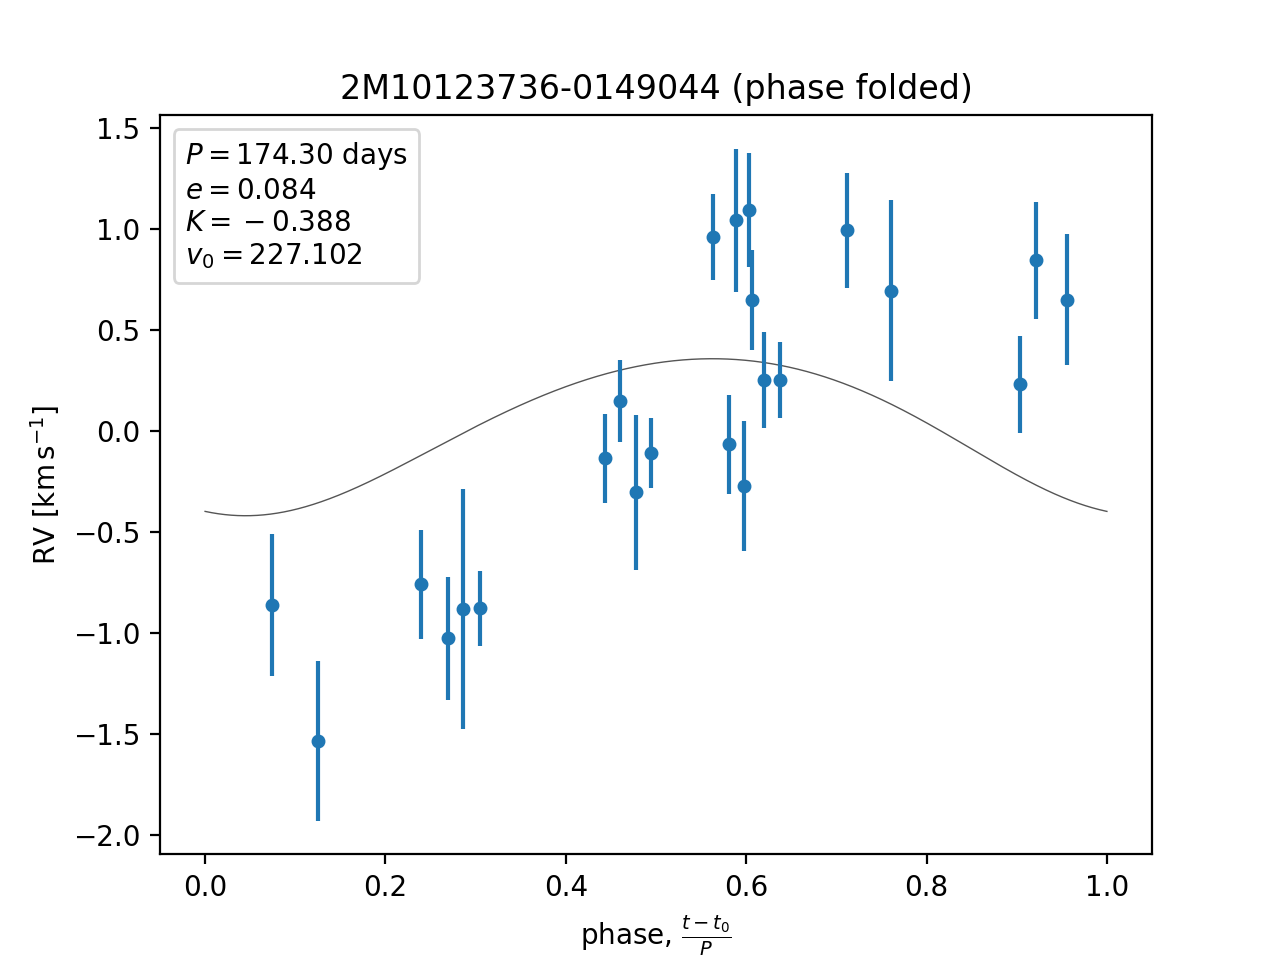 2M10123736-0149044 (phase folded)
P = 174.30 days
e = 0.084
K = −0.388
v₀ = 227.102
RV [km s⁻¹]
1.5
1.0
0.5
0.0
−0.5
−1.0
−1.5
−2.0
0.0 0.2 0.4 0.6 0.8 1.0
phase, (t − t₀)/P